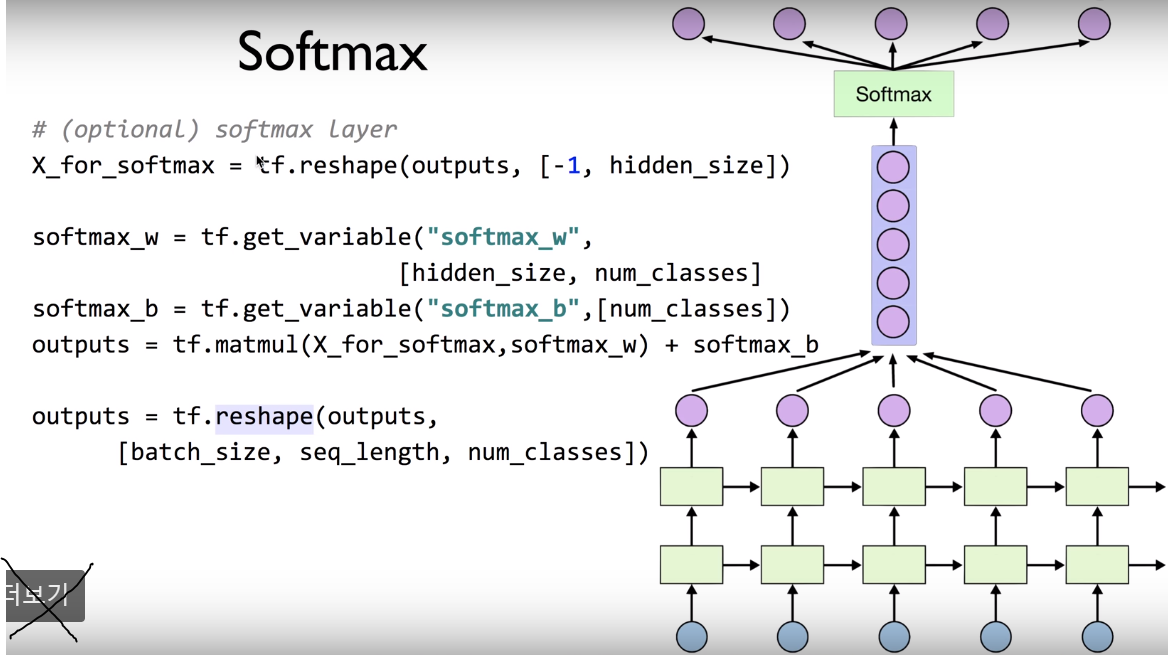 Softmax
# (optional) softmax layer
X_for_softmax = tf.reshape(outputs, [-1, hidden_size])
softmax_w = tf.get_variable("softmax_w",
[hidden_size, num_classes]
softmax_b = tf.get_variable("softmax_b",[num_classes])
outputs = tf.matmul(X_for_softmax,softmax_w) + softmax_b
outputs = tf.reshape(outputs,
[batch_size, seq_length, num_classes])
Softmax
더보기